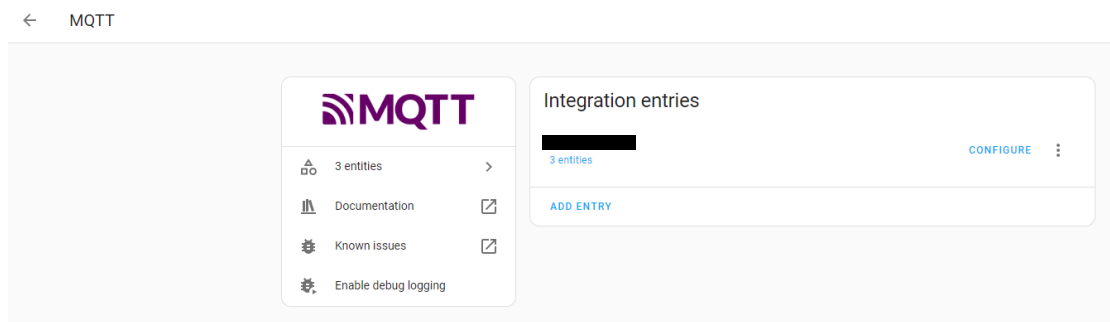 MQTT
MQTT
3 entities
Documentation
Known issues
Enable debug logging
Integration entries
3 entities
CONFIGURE
ADD ENTRY